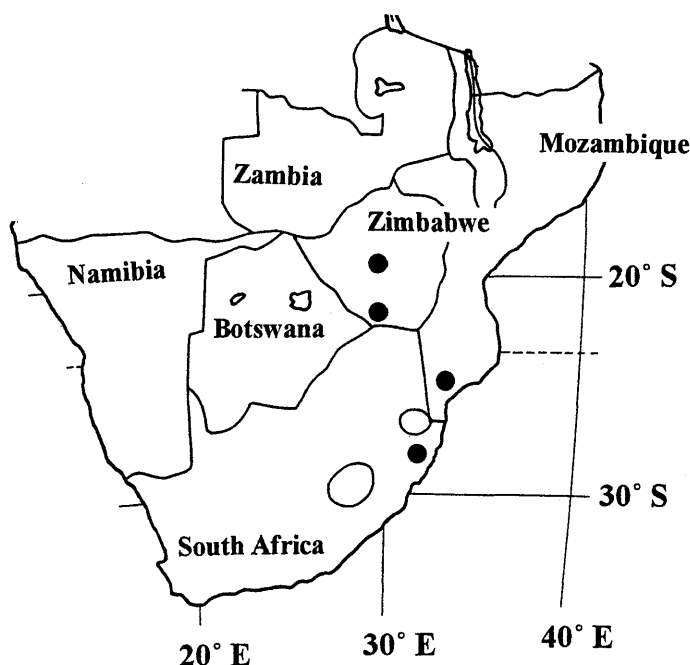 Mozambique
Zambia
Zimbabwe
Namibia
20° S
Botswana
30° S
South Africa
20° E
30° E
40° E